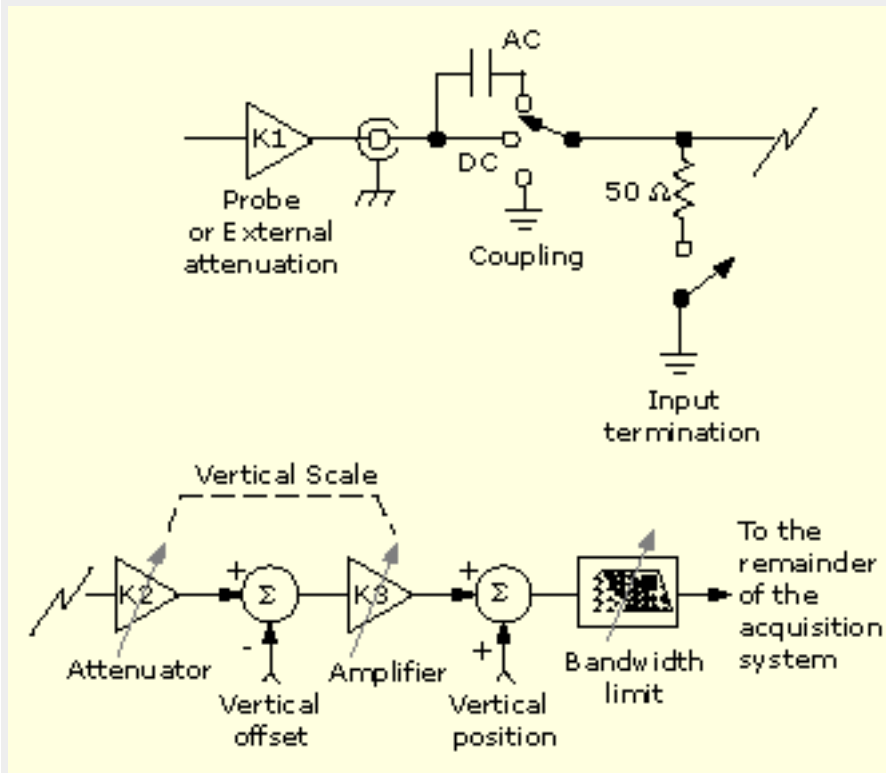 AC
K1
DC
50 Ω
Probe
or External
attenuation
Coupling
Input
termination
Vertical Scale
To the
remainder
of the
acquisition
system
K2
+
Σ
-
K3
+
Σ
+
Attenuator
Vertical
offset
Amplifier
Vertical
position
Bandwidth
limit